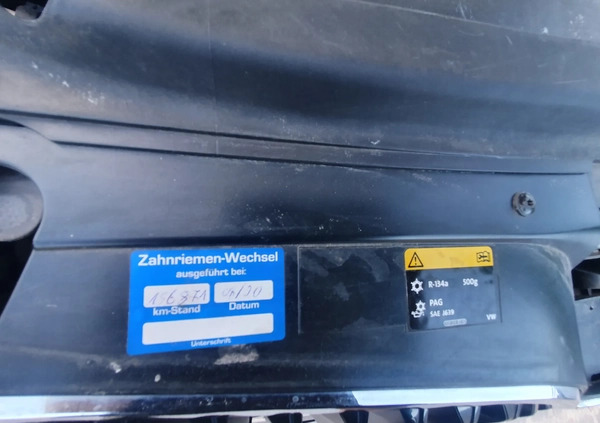 Zahnriemen-Wechsel
ausgeführt bei:
km-Stand Datum
Unterschrift
R-134a 500g
PAG
SAE J639
VW